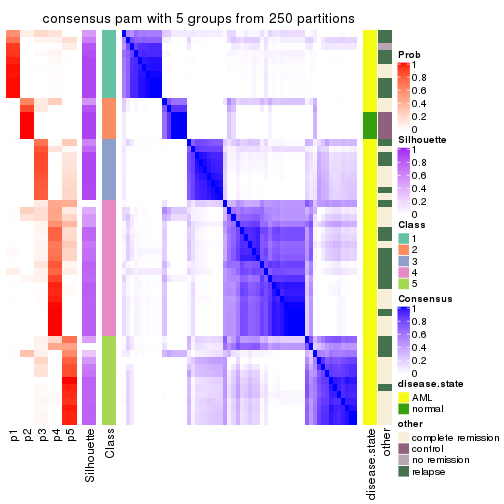 consensus pam with 5 groups from 250 partitions
Prob
1
0.8
0.6
0.4
0.2
0
Silhouette
1
0.8
0.6
0.4
0.2
0
Class
1
2
3
4
5
Consensus
1
0.8
0.6
0.4
0.2
0
disease.state
AML
normal
other
complete remission
control
no remission
relapse
p1
p2
p3
p4
p5
Silhouette
Class
disease.state
other